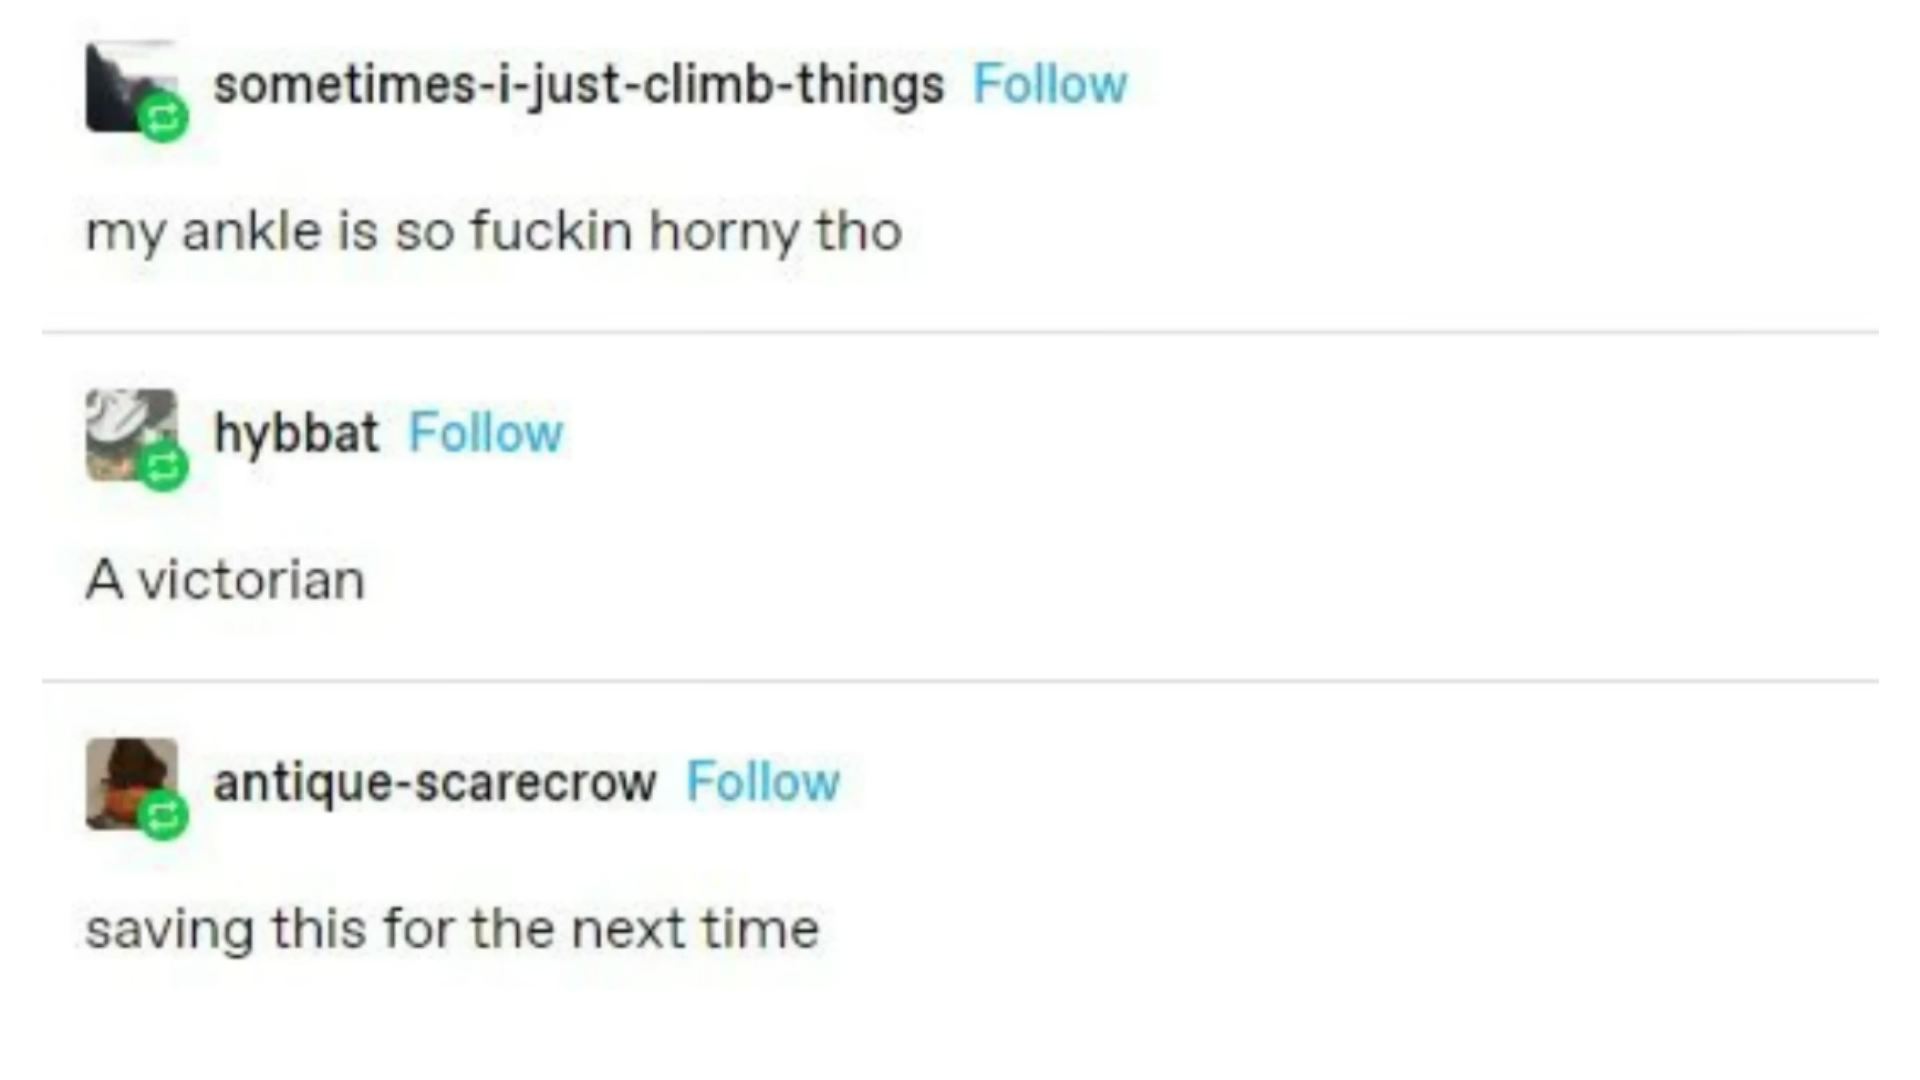 sometimes-i-just-climb-things Follow
my ankle is so fuckin horny tho
hybbat Follow
A victorian
antique-scarecrow Follow
saving this for the next time